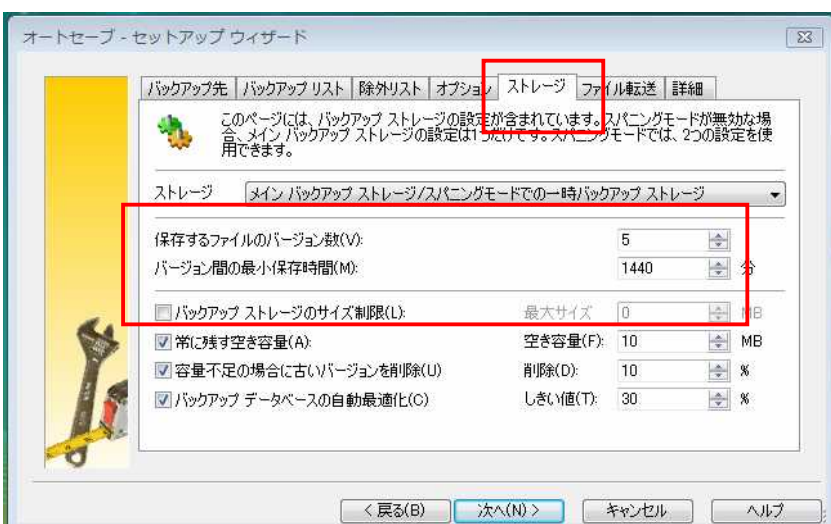 オートセーブ - セットアップ ウィザード
バックアップ先 バックアップ リスト 除外リスト オプション ストレージ ファイル転送 詳細
このページには、バックアップ ストレージの設定が含まれています。スパニングモードが無効な場
合、メイン バックアップ ストレージの設定は1つだけです。スパニングモードでは、2つの設定を使
用できます。
ストレージ メイン バックアップ ストレージ/スパニングモードでの一時バックアップ ストレージ
保存するファイルのバージョン数(V): 5
バージョン間の最小保存時間(M): 1440 分
バックアップ ストレージのサイズ制限(L): 最大サイズ 0 MB
常に残す空き容量(A): 空き容量(F): 10 MB
容量不足の場合に古いバージョンを削除(U) 削除(D): 10 %
バックアップ データベースの自動最適化(C) しきい値(T): 30 %
< 戻る(B) 次へ(N) > キャンセル ヘルプ